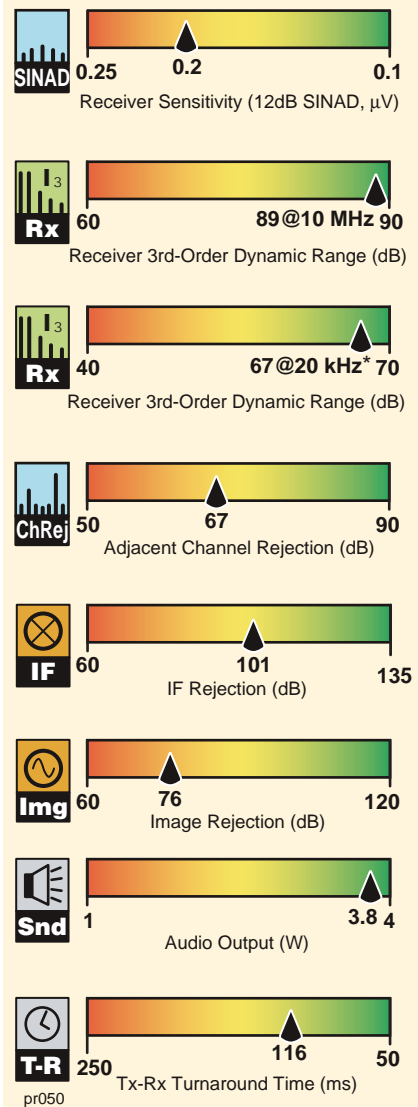 SINAD
0.25 0.2 0.1
Receiver Sensitivity (12dB SINAD, µV)
I3
Rx
60 89@10 MHz 90
Receiver 3rd-Order Dynamic Range (dB)
I3
Rx
40 67@20 kHz* 70
Receiver 3rd-Order Dynamic Range (dB)
ChRej
50 67 90
Adjacent Channel Rejection (dB)
IF
60 101 135
IF Rejection (dB)
Img
60 76 120
Image Rejection (dB)
Snd
1 3.8 4
Audio Output (W)
T-R
250 116 50
Tx-Rx Turnaround Time (ms)
pr050